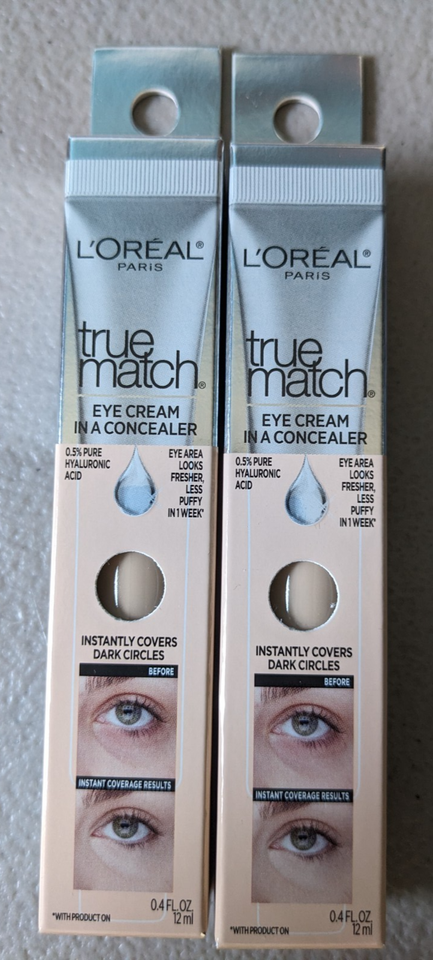 L'ORÉAL®
PARIS
true
match®
EYE CREAM
IN A CONCEALER
0.5% PURE
HYALURONIC
ACID
EYE AREA
LOOKS
FRESHER,
LESS
PUFFY
IN 1 WEEK*
INSTANTLY COVERS
DARK CIRCLES
BEFORE
INSTANT COVERAGE RESULTS
0.4 FL. OZ.
12 ml
*WITH PRODUCT ON
L'ORÉAL®
PARIS
true
match®
EYE CREAM
IN A CONCEALER
0.5% PURE
HYALURONIC
ACID
EYE AREA
LOOKS
FRESHER,
LESS
PUFFY
IN 1 WEEK*
INSTANTLY COVERS
DARK CIRCLES
BEFORE
INSTANT COVERAGE RESULTS
0.4 FL. OZ.
12 ml
*WITH PRODUCT ON